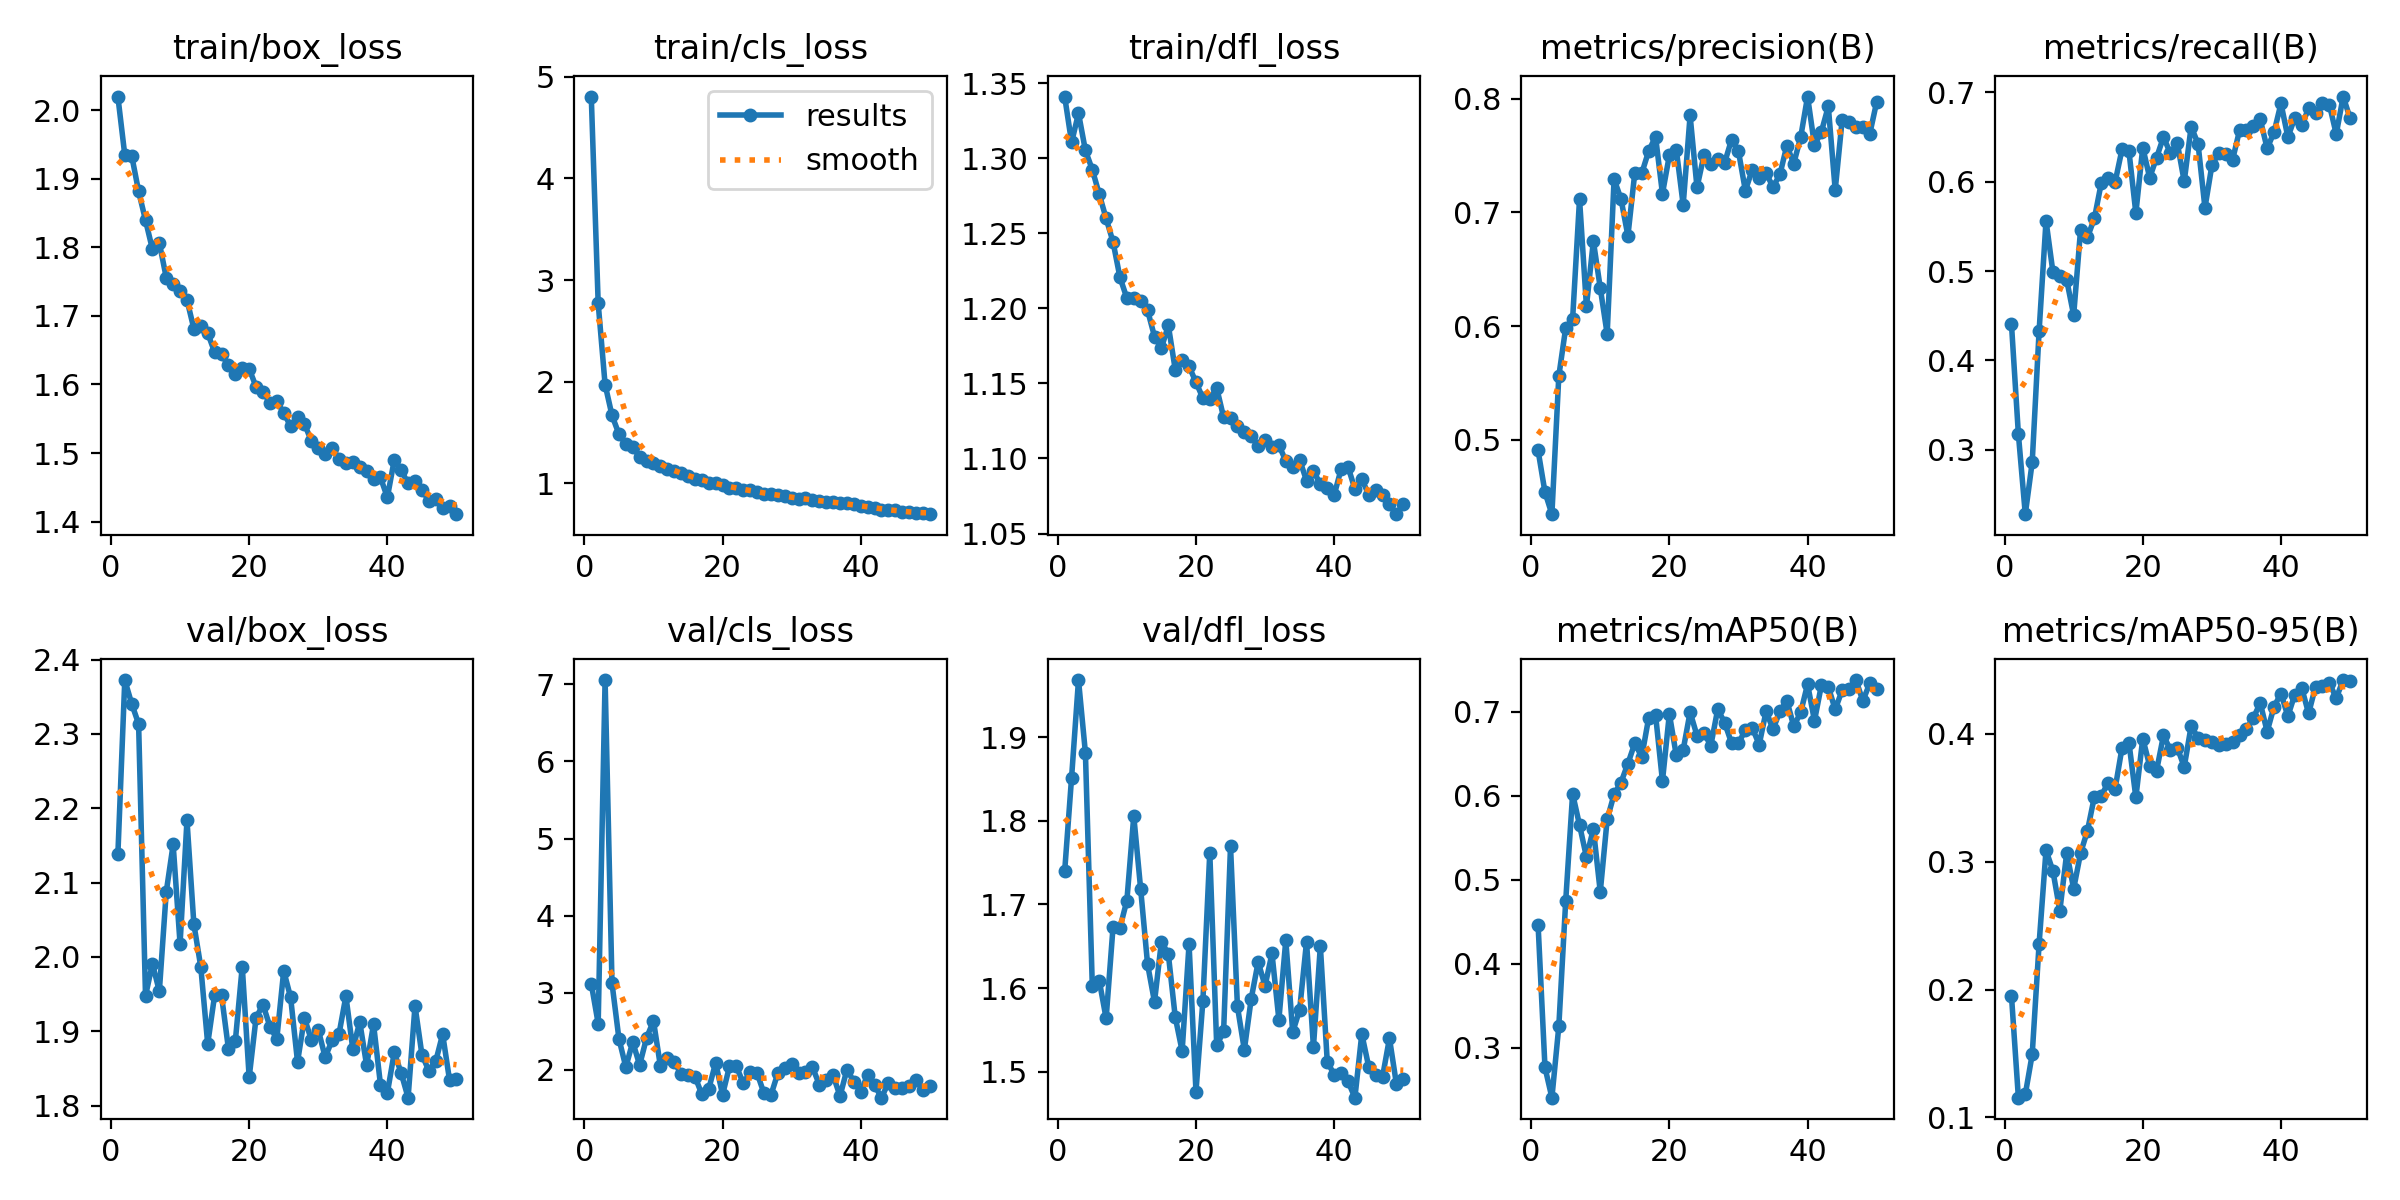 train/box_loss
2.0
1.9
1.8
1.7
1.6
1.5
1.4
0 20 40
train/cls_loss
results
smooth
5
4
3
2
1
0 20 40
train/dfl_loss
1.35
1.30
1.25
1.20
1.15
1.10
1.05
0 20 40
metrics/precision(B)
0.8
0.7
0.6
0.5
0 20 40
metrics/recall(B)
0.7
0.6
0.5
0.4
0.3
0 20 40
val/box_loss
2.4
2.3
2.2
2.1
2.0
1.9
1.8
0 20 40
val/cls_loss
7
6
5
4
3
2
0 20 40
val/dfl_loss
1.9
1.8
1.7
1.6
1.5
0 20 40
metrics/mAP50(B)
0.7
0.6
0.5
0.4
0.3
0 20 40
metrics/mAP50-95(B)
0.4
0.3
0.2
0.1
0 20 40